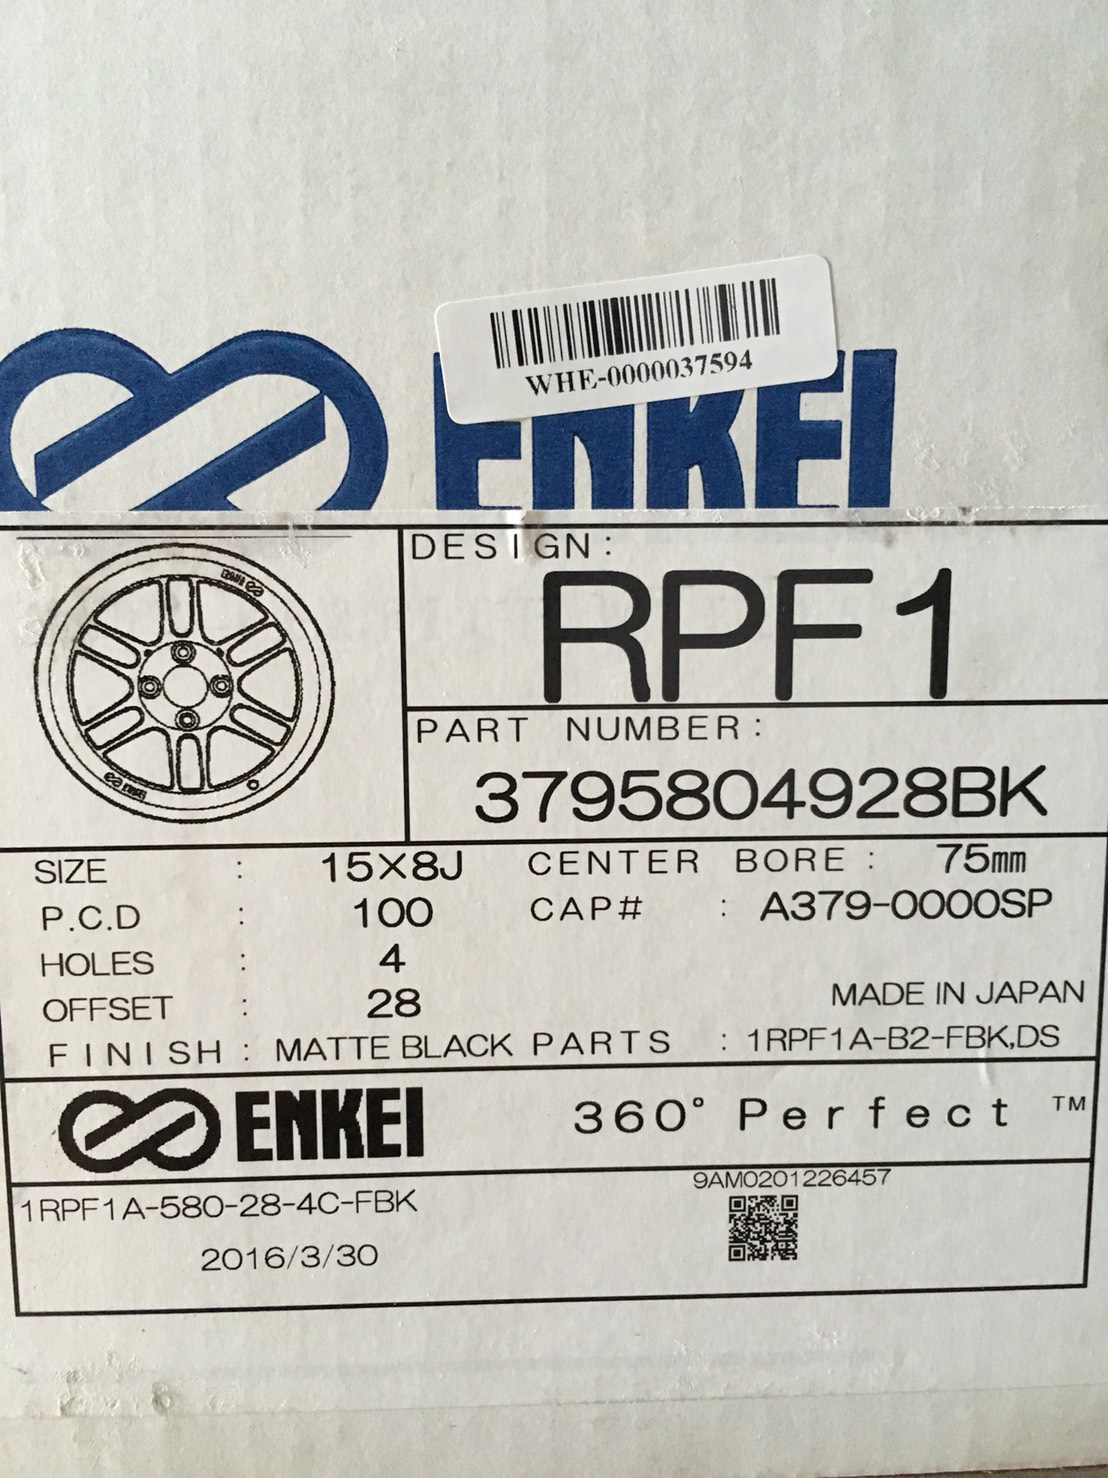 WHE-0000037594
ENKEI
DESIGN:
RPF1
PART NUMBER:
3795804928BK
SIZE : 15X8J CENTER BORE : 75mm
P.C.D : 100 CAP# : A379-0000SP
HOLES : 4
OFFSET : 28 MADE IN JAPAN
FINISH : MATTE BLACK PARTS : 1RPF1A-B2-FBK,DS
ENKEI 360° Perfect ™
9AM0201226457
1RPF1A-580-28-4C-FBK
2016/3/30